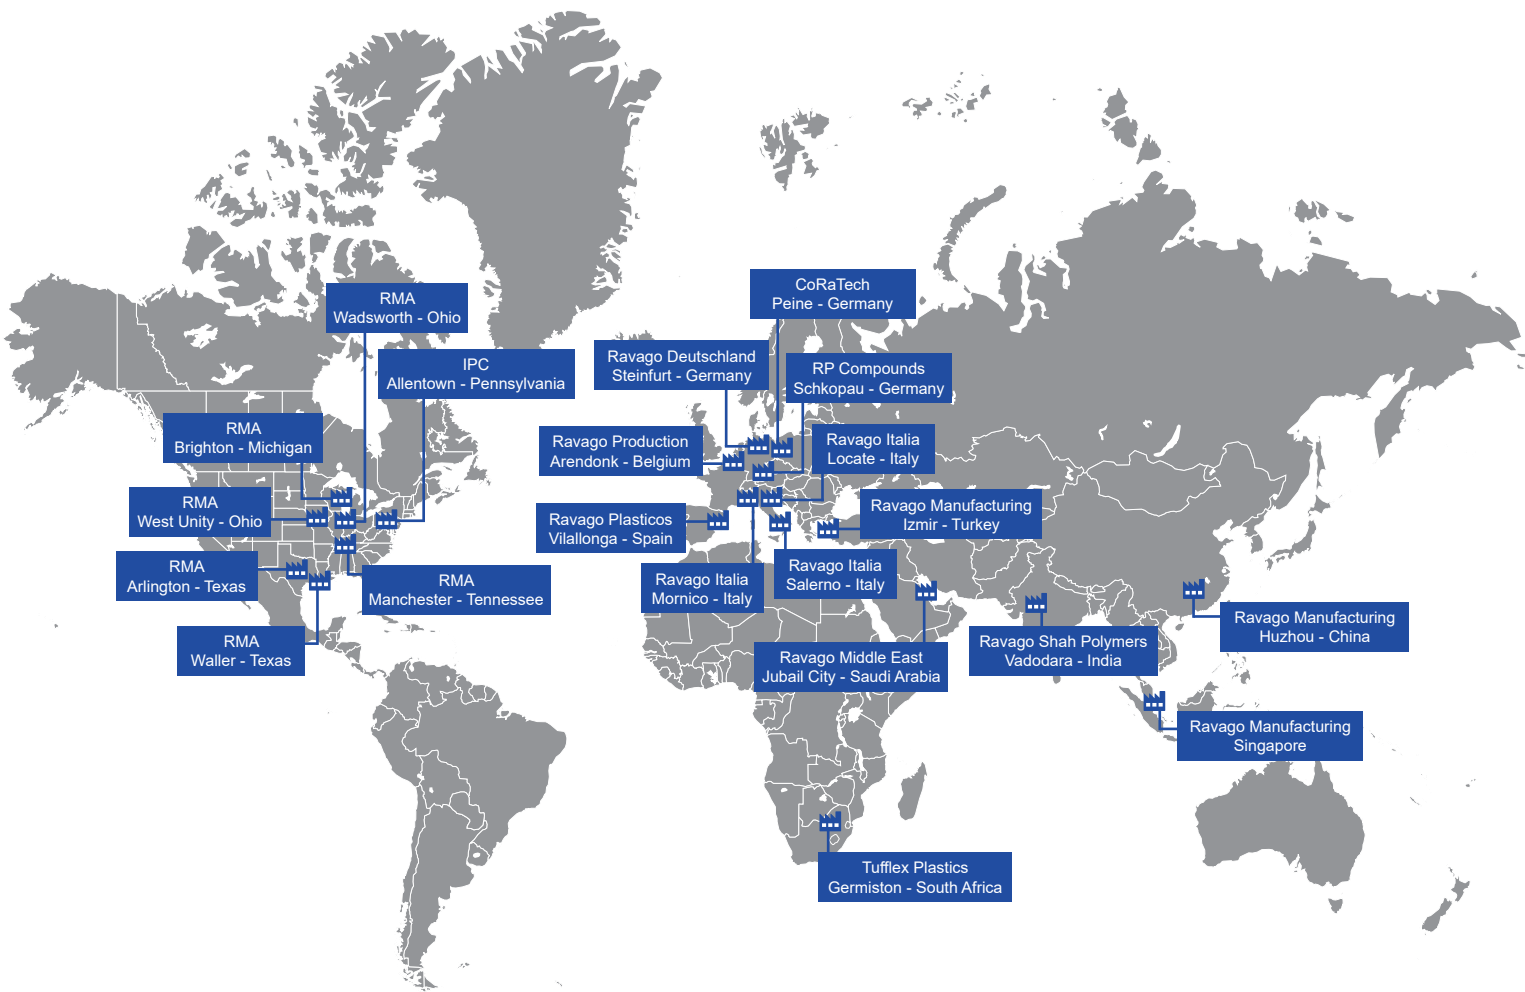 CoRaTech
Peine - Germany
RMA
Wadsworth - Ohio
Ravago Deutschland
Steinfurt - Germany
IPC
Allentown - Pennsylvania
RP Compounds
Schkopau - Germany
RMA
Brighton - Michigan
Ravago Production
Arendonk - Belgium
Ravago Italia
Locate - Italy
RMA
West Unity - Ohio
Ravago Plasticos
Vilallonga - Spain
Ravago Manufacturing
Izmir - Turkey
RMA
Arlington - Texas
RMA
Manchester - Tennessee
Ravago Italia
Mornico - Italy
Ravago Italia
Salerno - Italy
Ravago Manufacturing
Huzhou - China
RMA
Waller - Texas
Ravago Middle East
Jubail City - Saudi Arabia
Ravago Shah Polymers
Vadodara - India
Ravago Manufacturing
Singapore
Tufflex Plastics
Germiston - South Africa